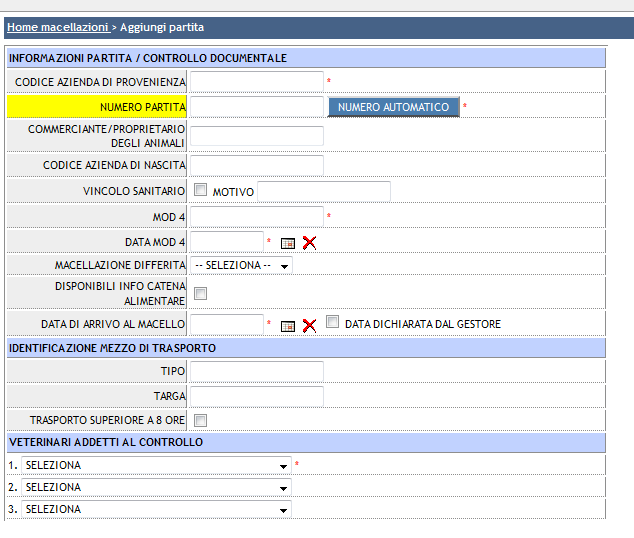 Home macellazioni > Aggiungi partita
INFORMAZIONI PARTITA / CONTROLLO DOCUMENTALE
CODICE AZIENDA DI PROVENIENZA *
NUMERO PARTITA NUMERO AUTOMATICO *
COMMERCIANTE/PROPRIETARIO
DEGLI ANIMALI
CODICE AZIENDA DI NASCITA
VINCOLO SANITARIO MOTIVO
MOD 4 *
DATA MOD 4 *
MACELLAZIONE DIFFERITA -- SELEZIONA --
DISPONIBILI INFO CATENA
ALIMENTARE
DATA DI ARRIVO AL MACELLO * DATA DICHIARATA DAL GESTORE
IDENTIFICAZIONE MEZZO DI TRASPORTO
TIPO
TARGA
TRASPORTO SUPERIORE A 8 ORE
VETERINARI ADDETTI AL CONTROLLO
1. SELEZIONA *
2. SELEZIONA
3. SELEZIONA